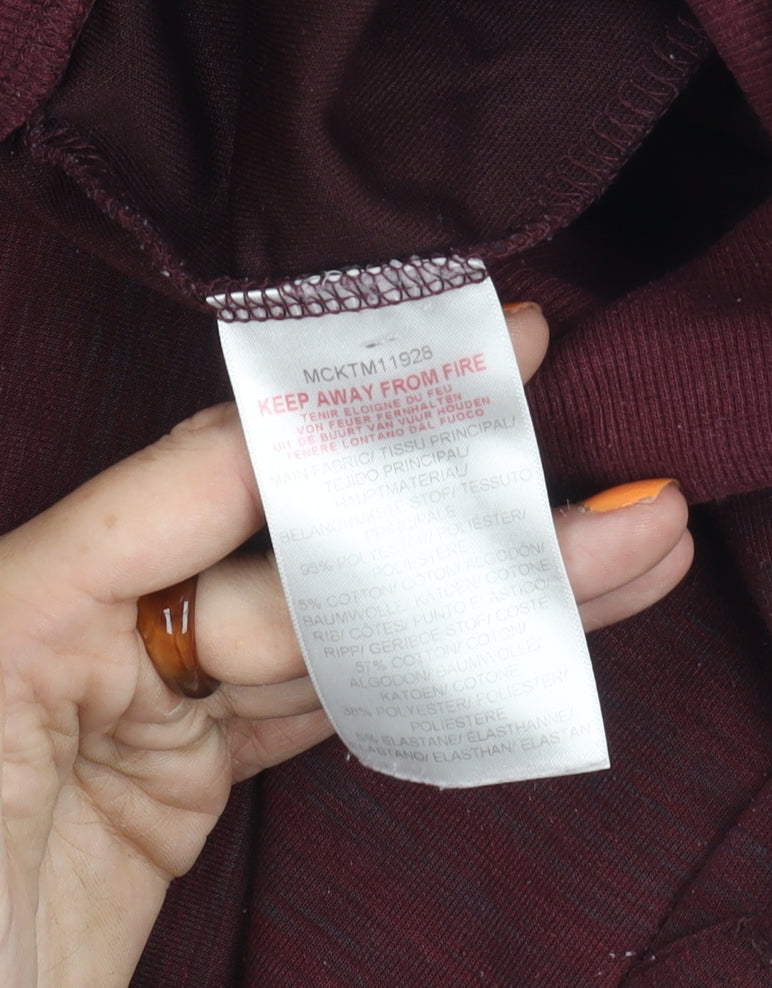 MCKTM11928
KEEP AWAY FROM FIRE
TENIR ELOIGNE DU FEU
VON FEUER FERNHALTEN
UIT DE BUURT VAN VUUR HOUDEN
TENERE LONTANO DAL FUOCO
MAIN FABRIC/ TISSU PRINCIPAL/
TEJIDO PRINCIPAL/
HAUPTMATERIAL/
BELANGRIJKSTE STOF/ TESSUTO
PRINCIPALE
95% POLYESTER/ POLIÉSTER/
POLIESTERE
5% COTTON/ COTON/ ALGODÓN/
BAUMWOLLE/ KATOEN/ COTONE
RIB/ CÔTES/ PUNTO ELÁSTICO/
RIPP/ GERIBDE STOF/ COSTE
57% COTTON/ COTON/
ALGODÓN/ BAUMWOLLE/
KATOEN/ COTONE
38% POLYESTER/ POLIÉSTER/
POLIESTERE
5% ELASTANE/ ÉLASTHANNE/
ELASTANO/ ELASTHAN/ ELASTAN